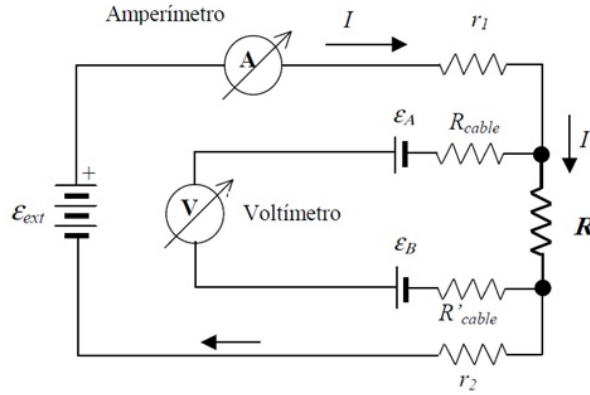 Amperímetro
I
r1
A
εA
Rcable
I
+
εext
V
Voltímetro
R
εB
R'cable
r2